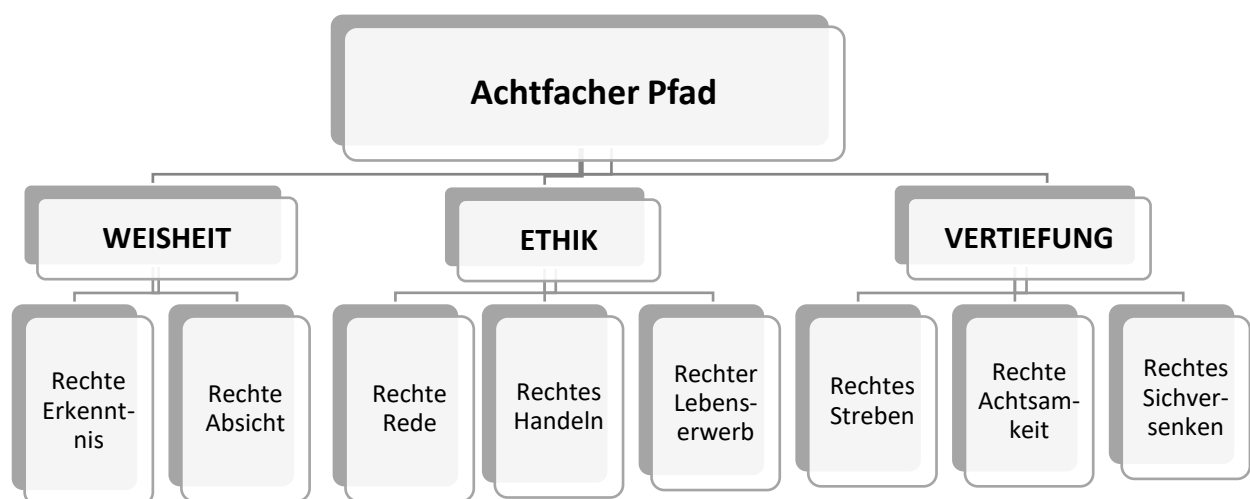 Achtfacher Pfad
WEISHEIT
ETHIK
VERTIEFUNG
Rechte
Erkennt-
nis
Rechte
Absicht
Rechte
Rede
Rechtes
Handeln
Rechter
Lebens-
erwerb
Rechtes
Streben
Rechte
Achtsam-
keit
Rechtes
Sichver-
senken